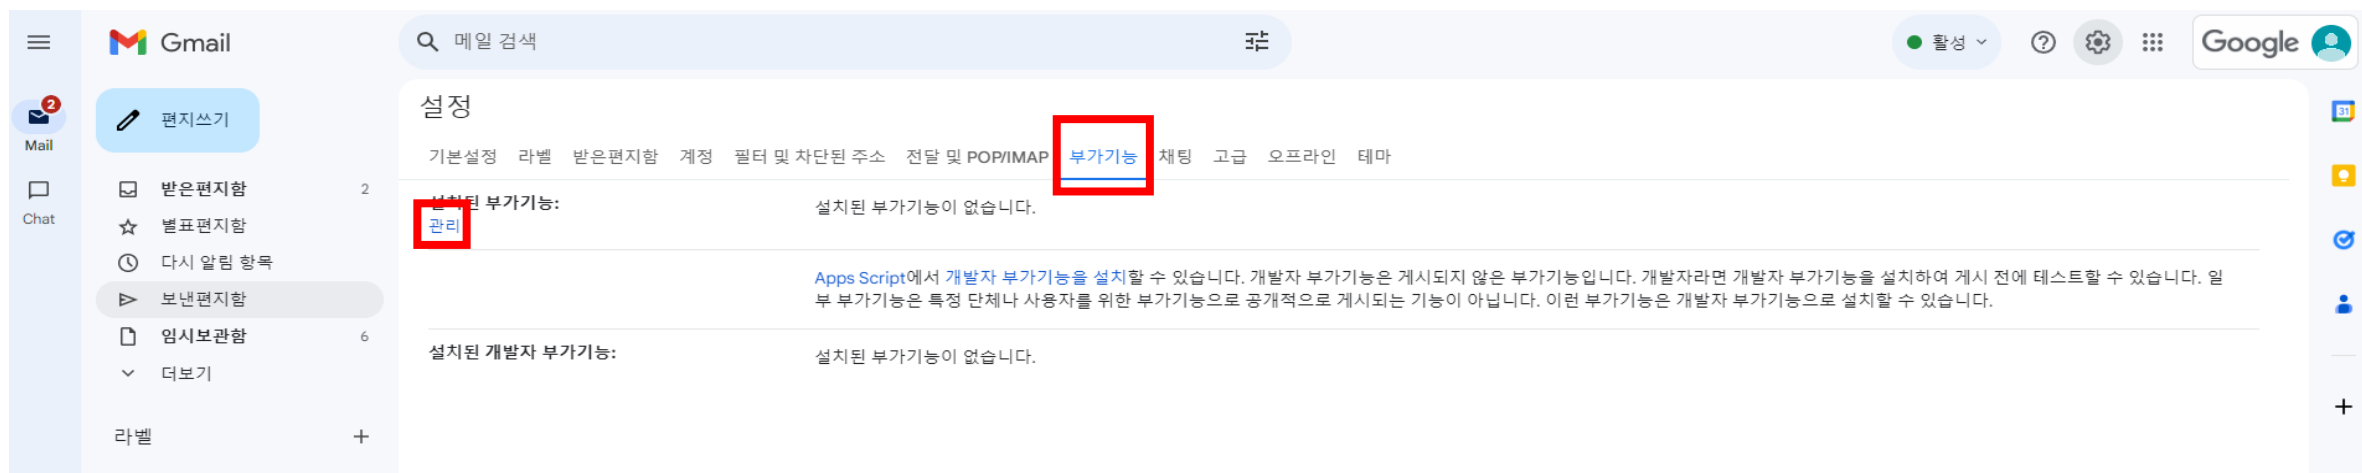 Gmail
메일 검색
활성
Google
2
Mail
Chat
편지쓰기
받은편지함 2
별표편지함
다시 알림 항목
보낸편지함
임시보관함 6
더보기
라벨
설정
기본설정 라벨 받은편지함 계정 필터 및 차단된 주소 전달 및 POP/IMAP 부가기능 채팅 고급 오프라인 테마
설치된 부가기능: 설치된 부가기능이 없습니다.
관리
Apps Script에서 개발자 부가기능을 설치할 수 있습니다. 개발자 부가기능은 게시되지 않은 부가기능입니다. 개발자라면 개발자 부가기능을 설치하여 게시 전에 테스트할 수 있습니다. 일
부 부가기능은 특정 단체나 사용자를 위한 부가기능으로 공개적으로 게시되는 기능이 아닙니다. 이런 부가기능은 개발자 부가기능으로 설치할 수 있습니다.
설치된 개발자 부가기능: 설치된 부가기능이 없습니다.
31